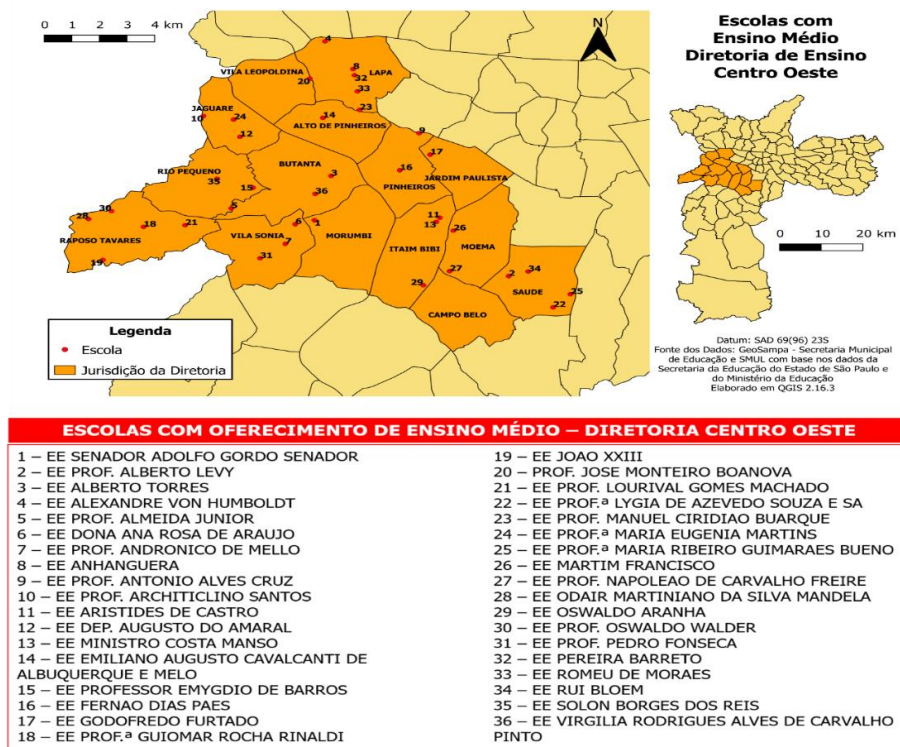 0 1 2 3 4 km
N
Escolas com
Ensino Médio
Diretoria de Ensino
Centro Oeste
4
VILA LEOPOLDINA
8
LAPA
20
32
33
JAGUARE
23
10
24
14
ALTO DE PINHEIROS
12
9
17
RIO PEQUENO
BUTANTA
16
3
35
PINHEIROS
JARDIM PAULISTA
15
36
5
30
28
18
21
6
1
11
13
26
RAPOSO TAVARES
VILA SONIA
MORUMBI
ITAIM BIBI
MOEMA
7
19
31
27
2
34
29
SAUDE
25
22
CAMPO BELO
0 10 20 km
Legenda
Escola
Jurisdição da Diretoria
Datum: SAD 69(96) 23S
Fonte dos Dados: GeoSampa - Secretaria Municipal
de Educação e SMUL com base nos dados da
Secretaria da Educação do Estado de São Paulo e
do Ministério da Educação
Elaborado em QGIS 2.16.3
ESCOLAS COM OFERECIMENTO DE ENSINO MÉDIO – DIRETORIA CENTRO OESTE
1 – EE SENADOR ADOLFO GORDO SENADOR
2 – EE PROF. ALBERTO LEVY
3 – EE ALBERTO TORRES
4 – EE ALEXANDRE VON HUMBOLDT
5 – EE PROF. ALMEIDA JUNIOR
6 – EE DONA ANA ROSA DE ARAUJO
7 – EE PROF. ANDRONICO DE MELLO
8 – EE ANHANGUERA
9 – EE PROF. ANTONIO ALVES CRUZ
10 – EE PROF. ARCHITICLINO SANTOS
11 – EE ARISTIDES DE CASTRO
12 – EE DEP. AUGUSTO DO AMARAL
13 – EE MINISTRO COSTA MANSO
14 – EE EMILIANO AUGUSTO CAVALCANTI DE
ALBUQUERQUE E MELO
15 – EE PROFESSOR EMYGDIO DE BARROS
16 – EE FERNAO DIAS PAES
17 – EE GODOFREDO FURTADO
18 – EE PROF.ª GUIOMAR ROCHA RINALDI
19 – EE JOAO XXIII
20 – PROF. JOSE MONTEIRO BOANOVA
21 – EE PROF. LOURIVAL GOMES MACHADO
22 – EE PROF.ª LYGIA DE AZEVEDO SOUZA E SA
23 – EE PROF. MANUEL CIRIDIAO BUARQUE
24 – EE PROF.ª MARIA EUGENIA MARTINS
25 – EE PROF.ª MARIA RIBEIRO GUIMARAES BUENO
26 – EE MARTIM FRANCISCO
27 – EE PROF. NAPOLEAO DE CARVALHO FREIRE
28 – EE ODAIR MARTINIANO DA SILVA MANDELA
29 – EE OSWALDO ARANHA
30 – EE PROF. OSWALDO WALDER
31 – EE PROF. PEDRO FONSECA
32 – EE PEREIRA BARRETO
33 – EE ROMEU DE MORAES
34 – EE RUI BLOEM
35 – EE SOLON BORGES DOS REIS
36 – EE VIRGILIA RODRIGUES ALVES DE CARVALHO
PINTO